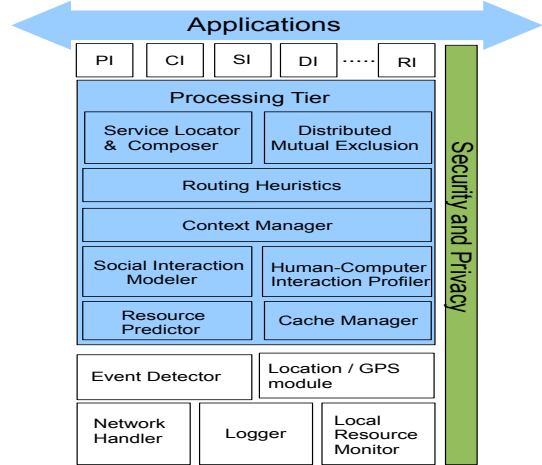 Applications
PI CI SI DI ..... RI
Processing Tier
Service Locator
& Composer
Distributed
Mutual Exclusion
Routing Heuristics
Context Manager
Social Interaction
Modeler
Human-Computer
Interaction Profiler
Resource
Predictor
Cache Manager
Event Detector
Location / GPS
module
Network
Handler
Logger
Local
Resource
Monitor
Security and Privacy